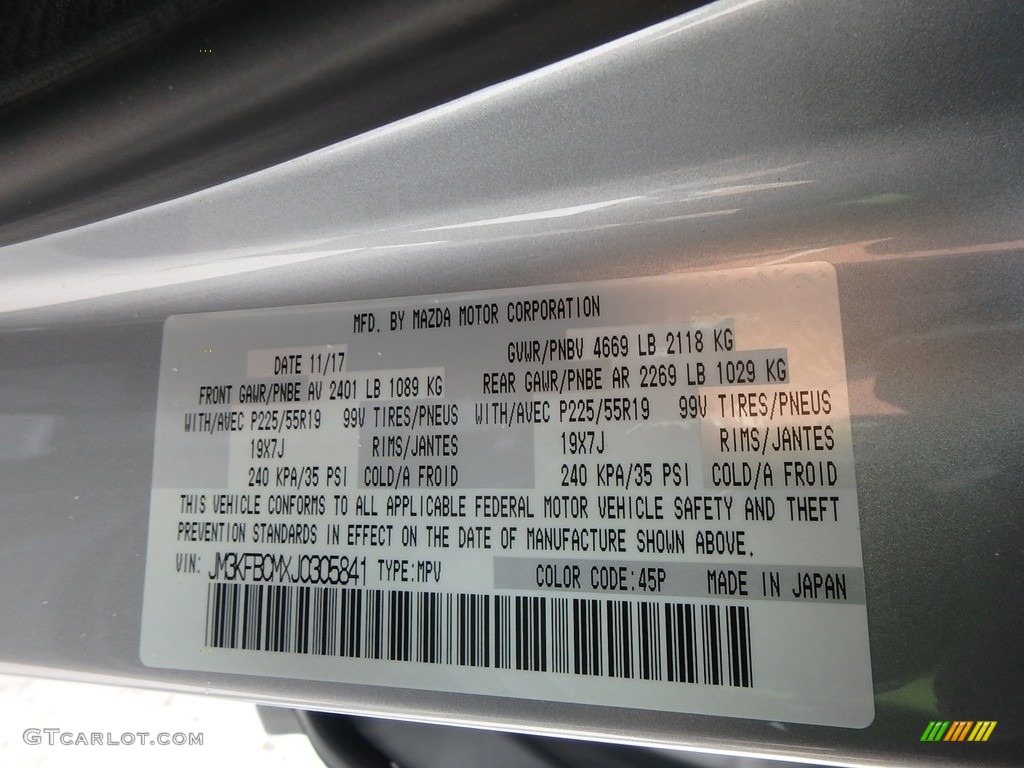 MFD. BY MAZDA MOTOR CORPORATION
DATE 11/17 GVWR/PNBV 4669 LB 2118 KG
FRONT GAWR/PNBE AV 2401 LB 1089 KG REAR GAWR/PNBE AR 2269 LB 1029 KG
WITH/AVEC P225/55R19 99V TIRES/PNEUS WITH/AVEC P225/55R19 99V TIRES/PNEUS
19X7J RIMS/JANTES 19X7J RIMS/JANTES
240 KPA/35 PSI COLD/A FROID 240 KPA/35 PSI COLD/A FROID
THIS VEHICLE CONFORMS TO ALL APPLICABLE FEDERAL MOTOR VEHICLE SAFETY AND THEFT
PREVENTION STANDARDS IN EFFECT ON THE DATE OF MANUFACTURE SHOWN ABOVE.
VIN: JM3KFBCMXJ0305841 TYPE:MPV COLOR CODE:45P MADE IN JAPAN
GTCARLOT.COM